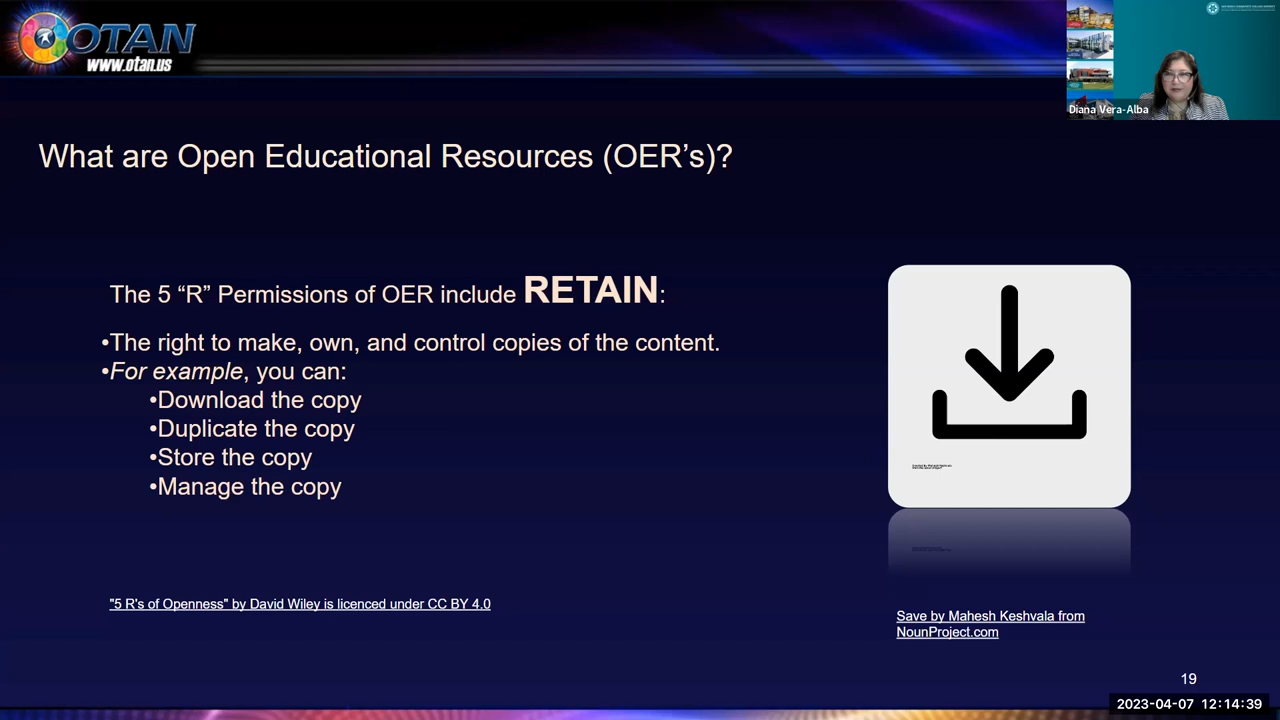 OTAN
www.otan.us
Diana Vera-Alba
What are Open Educational Resources (OER’s)?
The 5 “R” Permissions of OER include RETAIN:
•The right to make, own, and control copies of the content.
•For example, you can:
•Download the copy
•Duplicate the copy
•Store the copy
•Manage the copy
"5 R's of Openness" by David Wiley is licenced under CC BY 4.0
Save by Mahesh Keshvala from
NounProject.com
19
2023-04-07 12:14:39